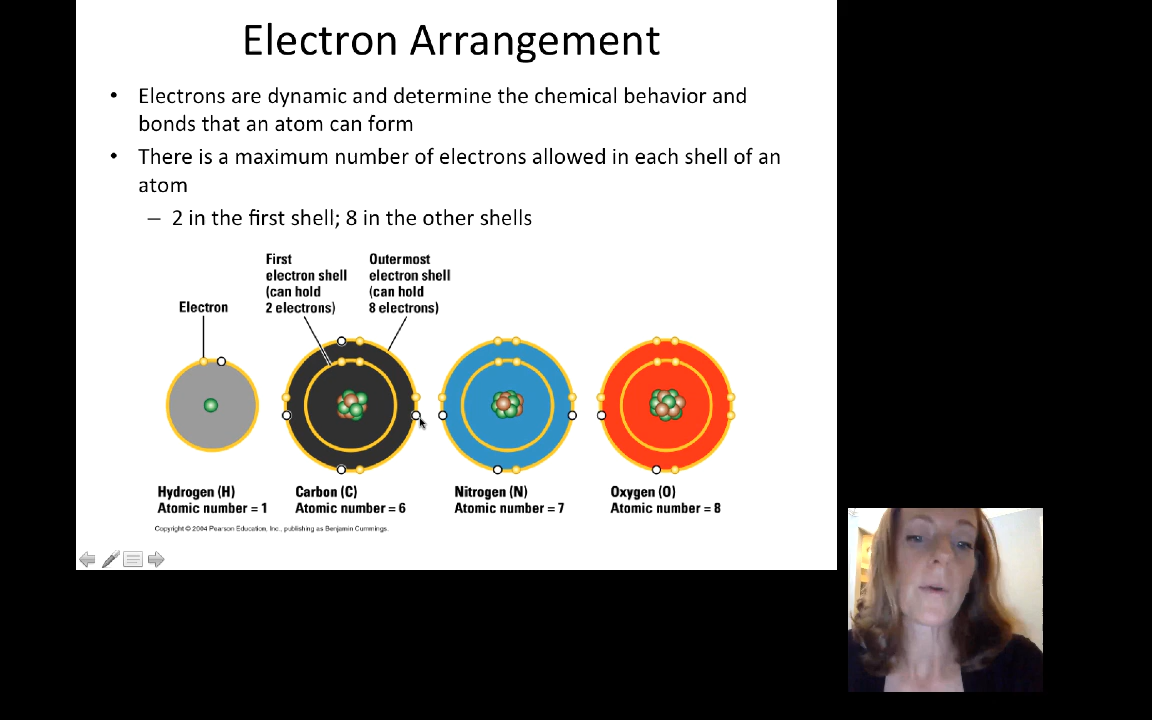 Electron Arrangement
• Electrons are dynamic and determine the chemical behavior and
bonds that an atom can form
• There is a maximum number of electrons allowed in each shell of an
atom
– 2 in the first shell; 8 in the other shells
Electron
First
electron shell
(can hold
2 electrons)
Outermost
electron shell
(can hold
8 electrons)
Hydrogen (H)
Atomic number = 1
Carbon (C)
Atomic number = 6
Nitrogen (N)
Atomic number = 7
Oxygen (O)
Atomic number = 8
Copyright © 2004 Pearson Education, Inc., publishing as Benjamin Cummings.